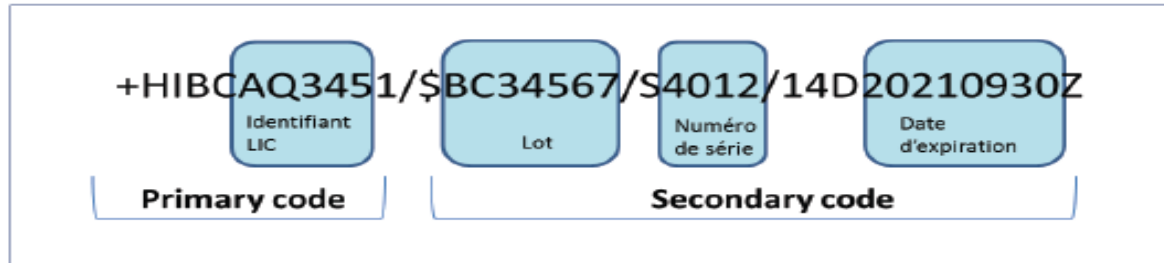 +HIBCAQ3451/$BC34567/S4012/14D20210930Z
Identifiant
LIC
Lot
Numéro
de série
Date
d'expiration
Primary code
Secondary code